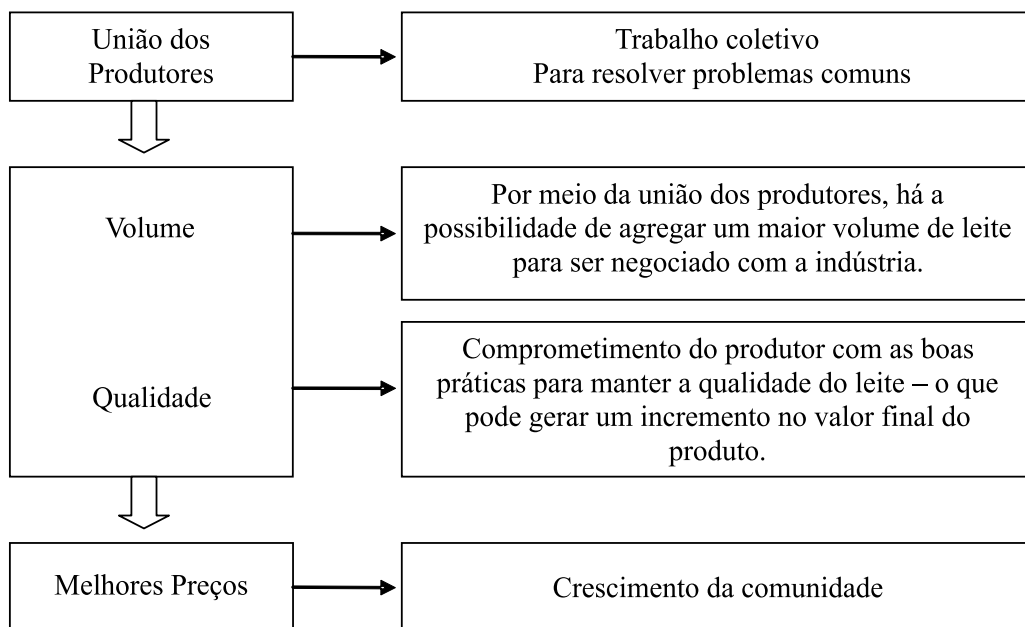 União dos
Produtores
Trabalho coletivo
Para resolver problemas comuns
Volume
Por meio da união dos produtores, há a
possibilidade de agregar um maior volume de leite
para ser negociado com a indústria.
Qualidade
Comprometimento do produtor com as boas
práticas para manter a qualidade do leite – o que
pode gerar um incremento no valor final do
produto.
Melhores Preços
Crescimento da comunidade